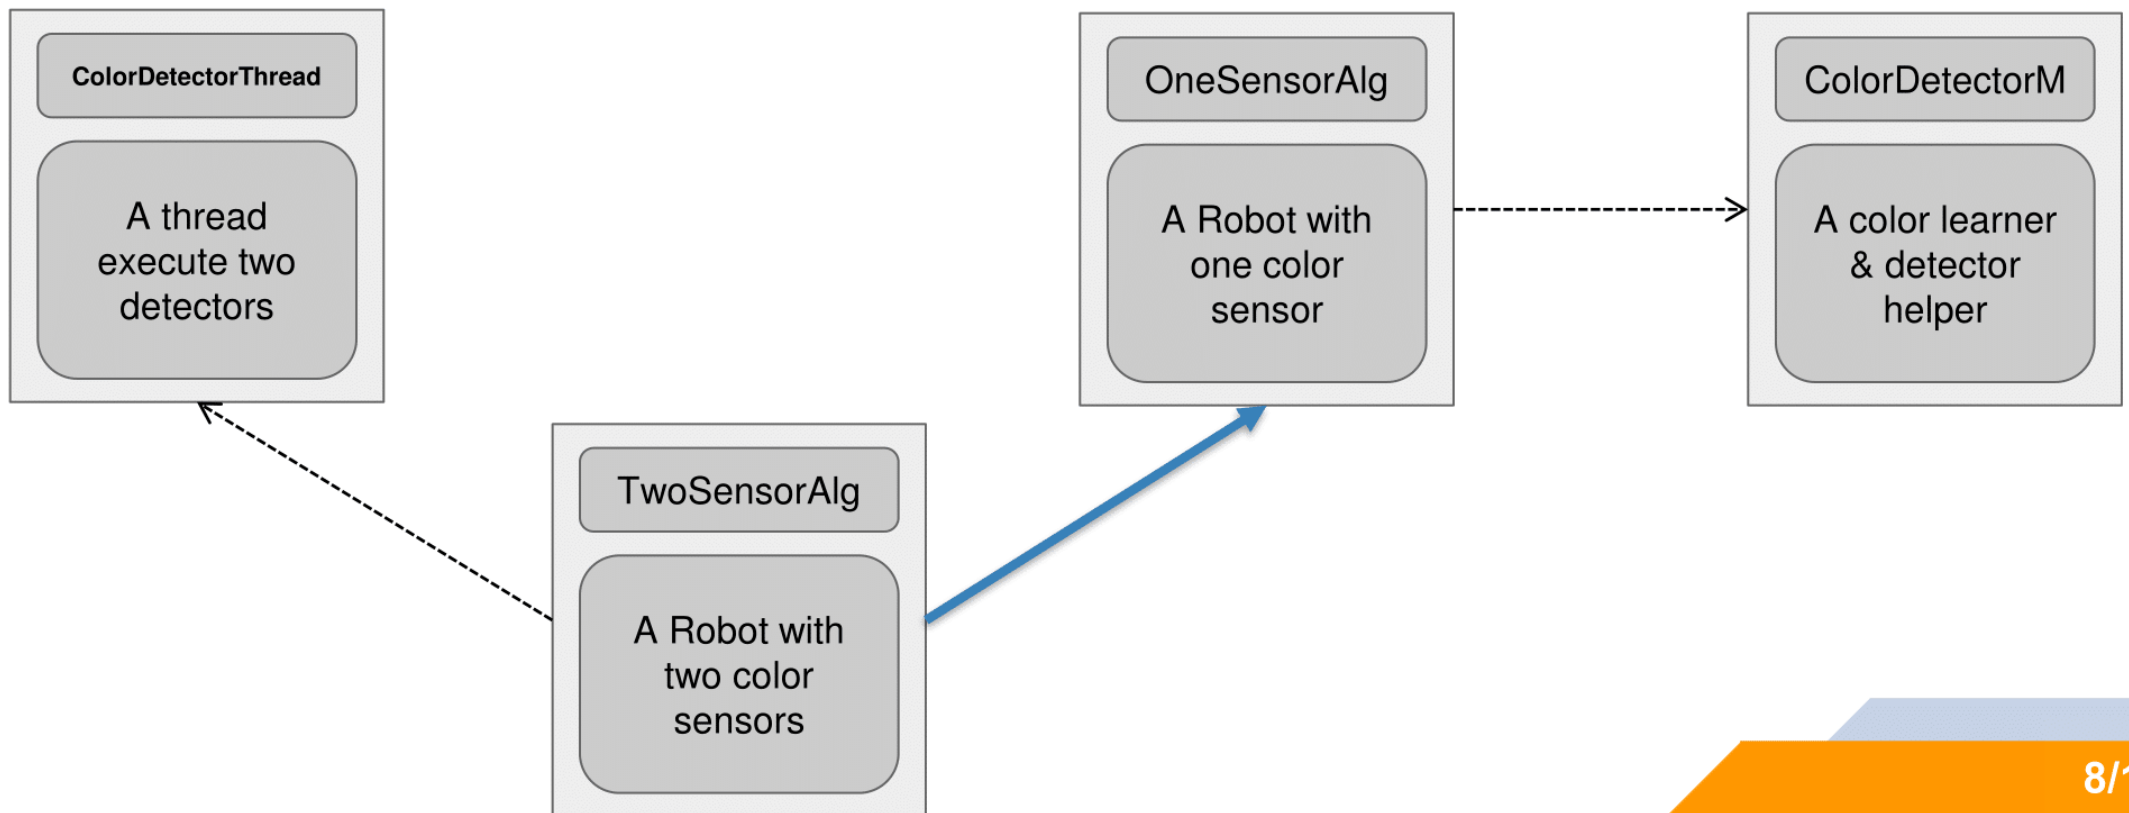 ColorDetectorThread
A thread
execute two
detectors
OneSensorAlg
A Robot with
one color
sensor
ColorDetectorM
A color learner
& detector
helper
TwoSensorAlg
A Robot with
two color
sensors
8/